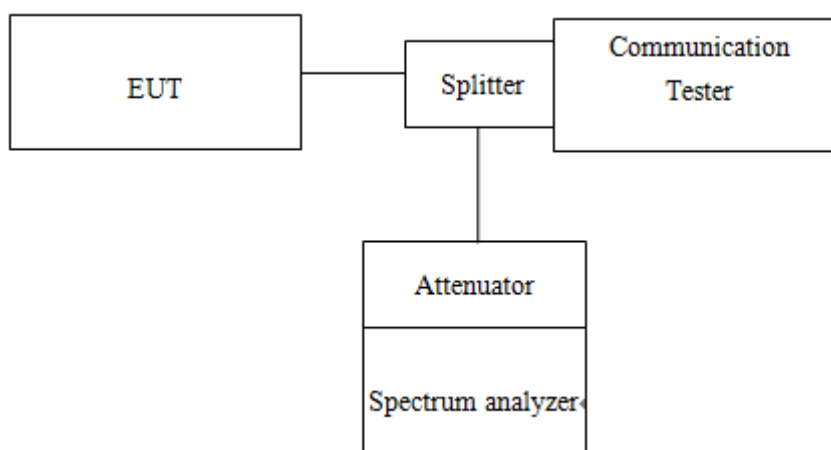 EUT
Splitter
Communication
Tester
Attenuator
Spectrum analyzer